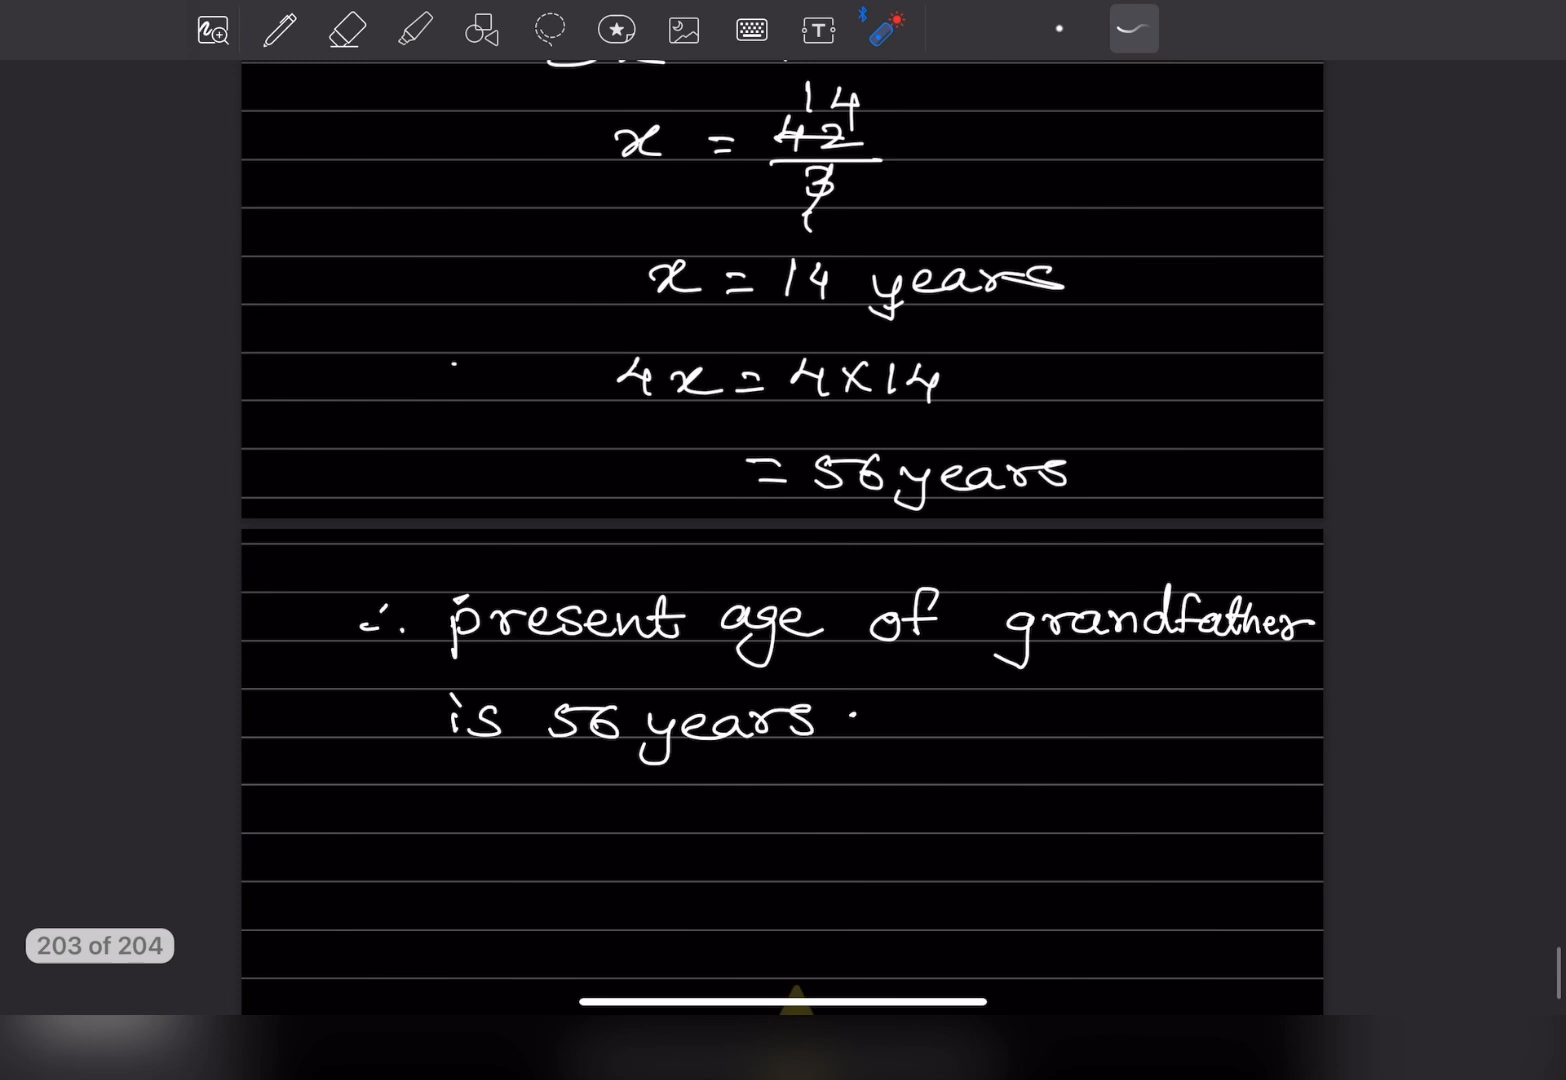 x = 14 42 / 3 1
x = 14 years
4x = 4×14
= 56 years
∴ present age of grandfather
is 56 years.
203 of 204
T